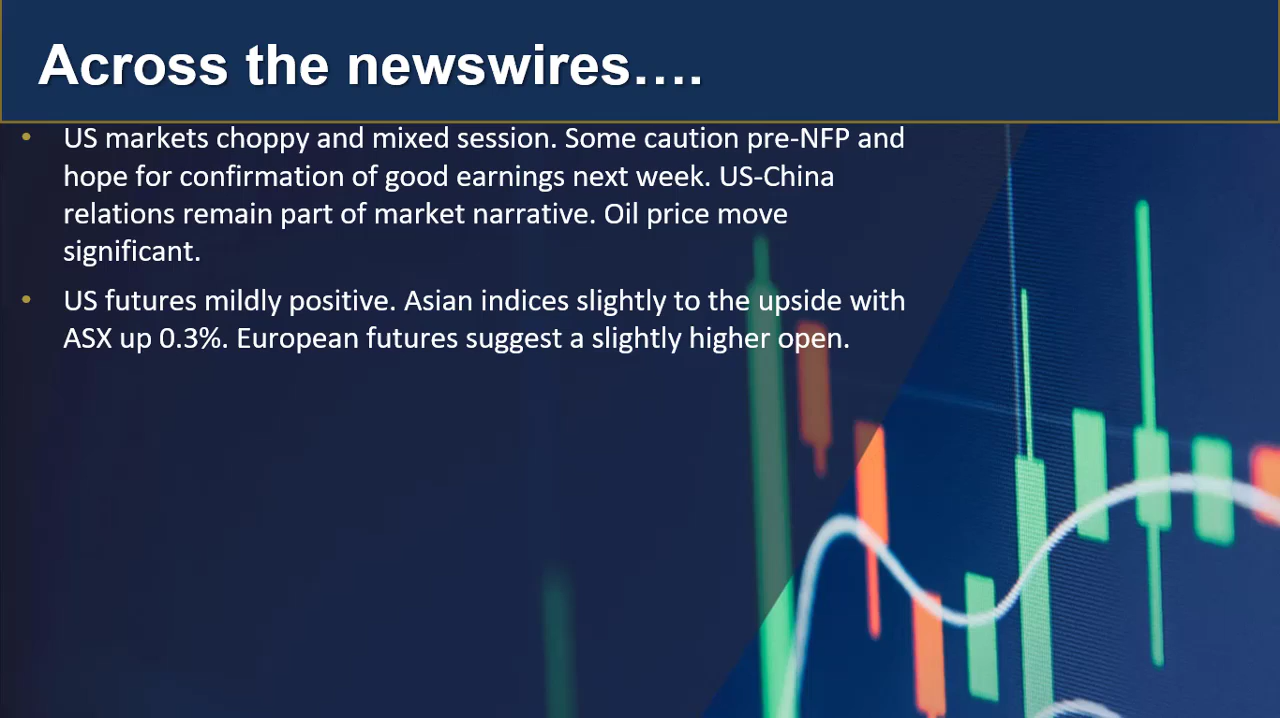 Across the newswires....
• US markets choppy and mixed session. Some caution pre-NFP and
hope for confirmation of good earnings next week. US-China
relations remain part of market narrative. Oil price move
significant.
• US futures mildly positive. Asian indices slightly to the upside with
ASX up 0.3%. European futures suggest a slightly higher open.